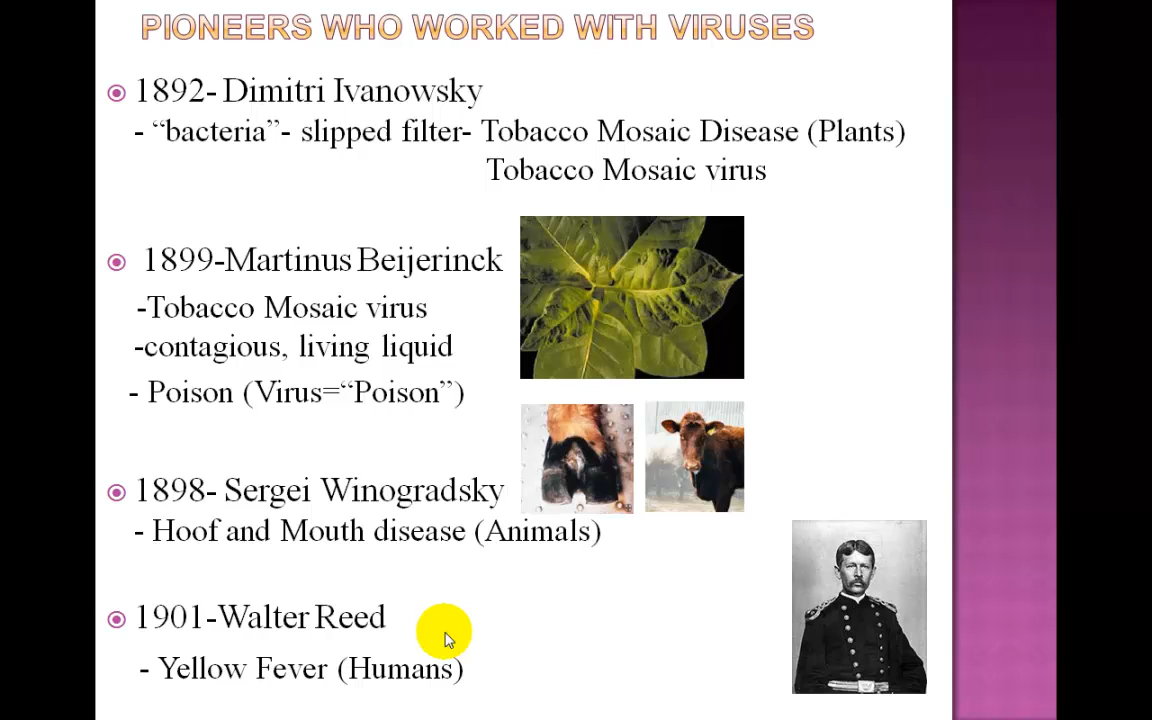 PIONEERS WHO WORKED WITH VIRUSES
1892- Dimitri Ivanowsky
- “bacteria”- slipped filter- Tobacco Mosaic Disease (Plants)
Tobacco Mosaic virus
1899-Martinus Beijerinck
-Tobacco Mosaic virus
-contagious, living liquid
- Poison (Virus=“Poison”)
1898- Sergei Winogradsky
- Hoof and Mouth disease (Animals)
1901-Walter Reed
- Yellow Fever (Humans)